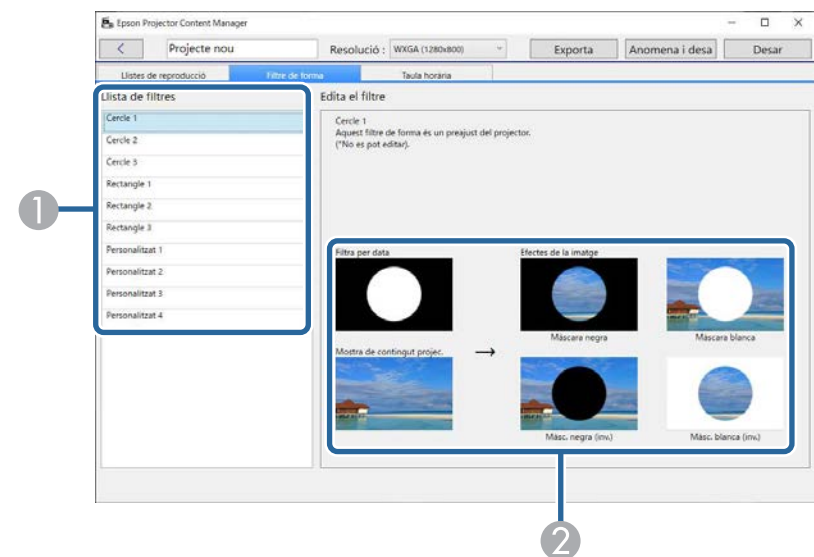 Epson Projector Content Manager
Projecte nou
Resolució : WXGA (1280x800)
Exporta
Anomena i desa
Desar
Llistes de reproducció
Filtre de forma
Taula horària
Llista de filtres
Cercle 1
Cercle 2
Cercle 3
Rectangle 1
Rectangle 2
Rectangle 3
Personalitzat 1
Personalitzat 2
Personalitzat 3
Personalitzat 4
Edita el filtre
Cercle 1
Aquest filtre de forma és un preajust del projector.
(*No es pot editar).
Filtra per data
Efectes de la imatge
Màscara negra
Màscara blanca
Mostra de contingut projec.
→
Màsc. negra (inv.)
Màsc. blanca (inv.)
1
2